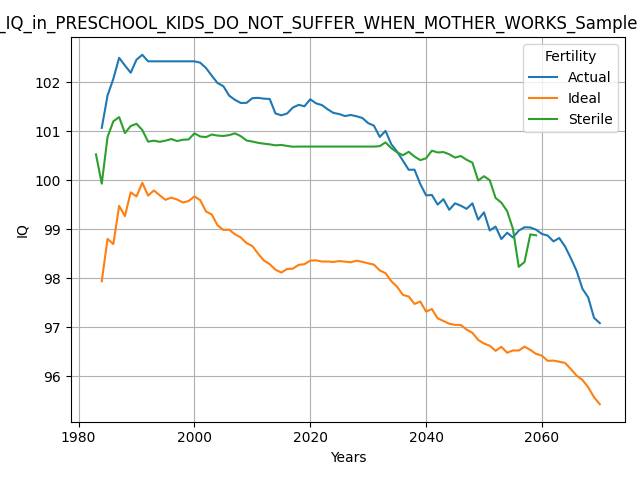 _IQ_in_PRESCHOOL_KIDS_DO_NOT_SUFFER_WHEN_MOTHER_WORKS_Sample
Fertility
Actual
Ideal
Sterile
IQ
102
101
100
99
98
97
96
1980
2000
2020
2040
2060
Years